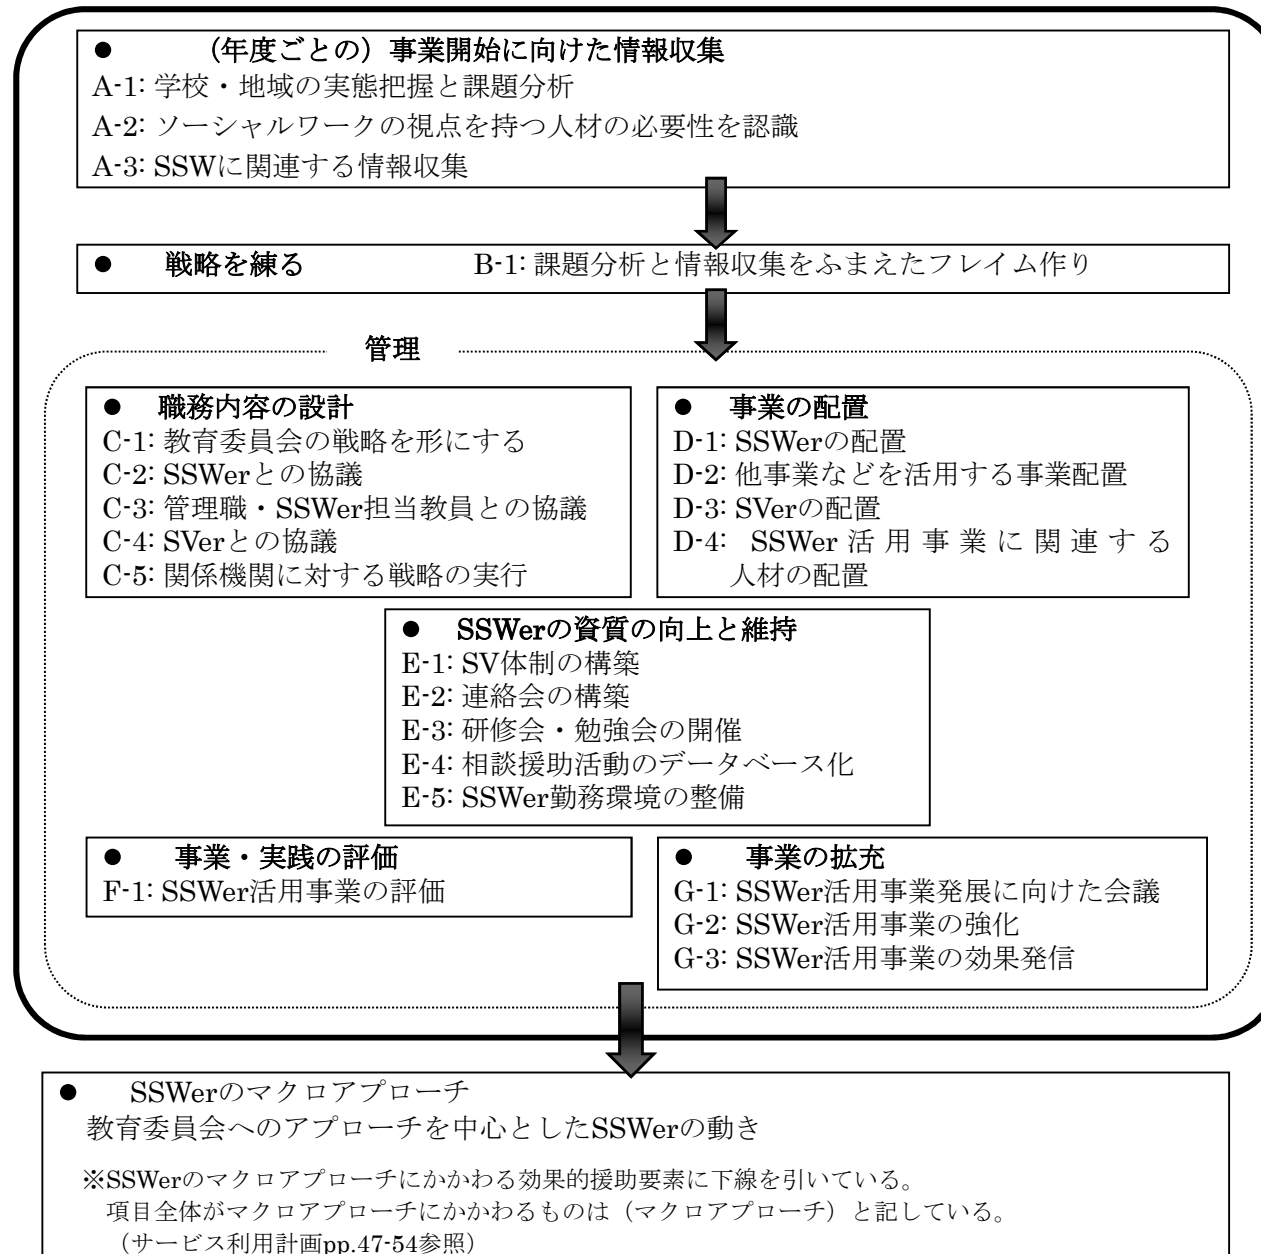 ● （年度ごとの）事業開始に向けた情報収集
A-1: 学校・地域の実態把握と課題分析
A-2: ソーシャルワークの視点を持つ人材の必要性を認識
A-3: SSWに関連する情報収集
● 戦略を練る B-1: 課題分析と情報収集をふまえたフレイム作り
管理
● 職務内容の設計
C-1: 教育委員会の戦略を形にする
C-2: SSWerとの協議
C-3: 管理職・SSWer担当教員との協議
C-4: SVerとの協議
C-5: 関係機関に対する戦略の実行
● 事業の配置
D-1: SSWerの配置
D-2: 他事業などを活用する事業配置
D-3: SVerの配置
D-4: SSWer活用事業に関連する
人材の配置
● SSWerの資質の向上と維持
E-1: SV体制の構築
E-2: 連絡会の構築
E-3: 研修会・勉強会の開催
E-4: 相談援助活動のデータベース化
E-5: SSWer勤務環境の整備
● 事業・実践の評価
F-1: SSWer活用事業の評価
● 事業の拡充
G-1: SSWer活用事業発展に向けた会議
G-2: SSWer活用事業の強化
G-3: SSWer活用事業の効果発信
● SSWerのマクロアプローチ
教育委員会へのアプローチを中心としたSSWerの動き
※SSWerのマクロアプローチにかかわる効果的援助要素に下線を引いている。
項目全体がマクロアプローチにかかわるものは（マクロアプローチ）と記している。
（サービス利用計画pp.47-54参照）